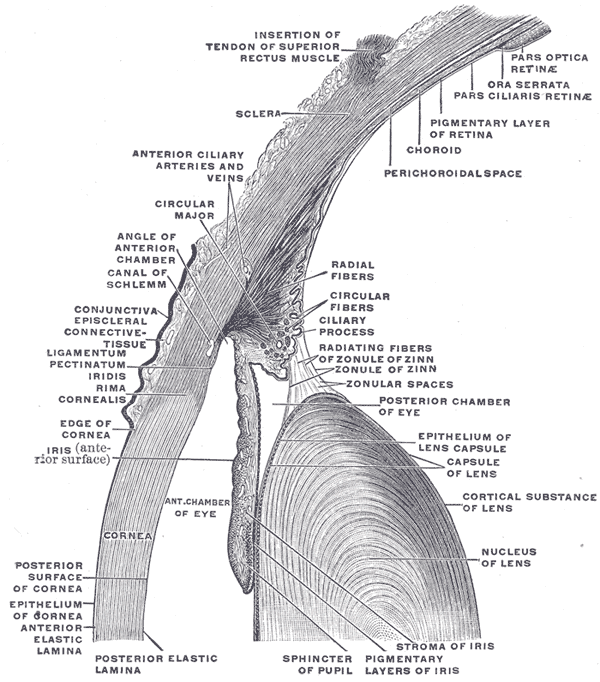 INSERTION OF
TENDON OF SUPERIOR
RECTUS MUSCLE
PARS OPTICA
RETINÆ
ORA SERRATA
PARS CILIARIS RETINÆ
SCLERA
PIGMENTARY LAYER
OF RETINA
CHOROID
PERICHOROIDAL SPACE
ANTERIOR CILIARY
ARTERIES AND
VEINS
CIRCULAR
MAJOR
ANGLE OF
ANTERIOR
CHAMBER
CANAL OF
SCHLEMM
CONJUNCTIVA
EPISCLERAL
CONNECTIVE-
TISSUE
LIGAMENTUM
PECTINATUM
IRIDIS
RIMA
CORNEALIS
EDGE OF
CORNEA
IRIS (ante-
rior surface)
RADIAL
FIBERS
CIRCULAR
FIBERS
CILIARY
PROCESS
RADIATING FIBERS
OF ZONULE OF ZINN
ZONULE OF ZINN
ZONULAR SPACES
POSTERIOR CHAMBER
OF EYE
EPITHELIUM OF
LENS CAPSULE
CAPSULE
OF LENS
CORTICAL SUBSTANCE
OF LENS
NUCLEUS
OF LENS
ANT. CHAMBER
OF EYE
CORNEA
POSTERIOR
SURFACE
OF CORNEA
EPITHELIUM
OF CORNEA
ANTERIOR
ELASTIC
LAMINA
POSTERIOR ELASTIC
LAMINA
SPHINCTER
OF PUPIL
PIGMENTARY
LAYERS OF IRIS
STROMA OF IRIS